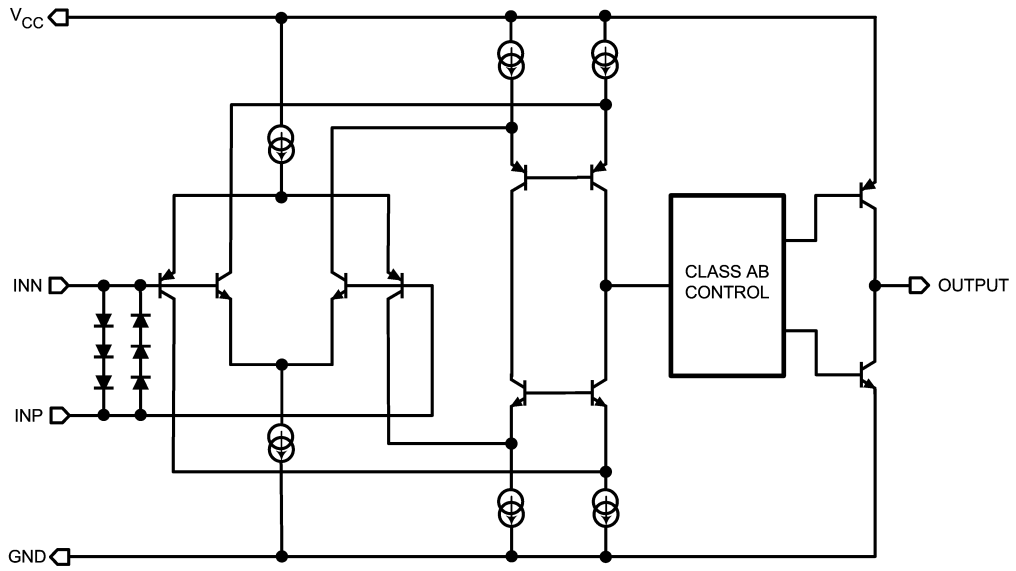 VCC
INN
INP
GND
CLASS AB
CONTROL
OUTPUT